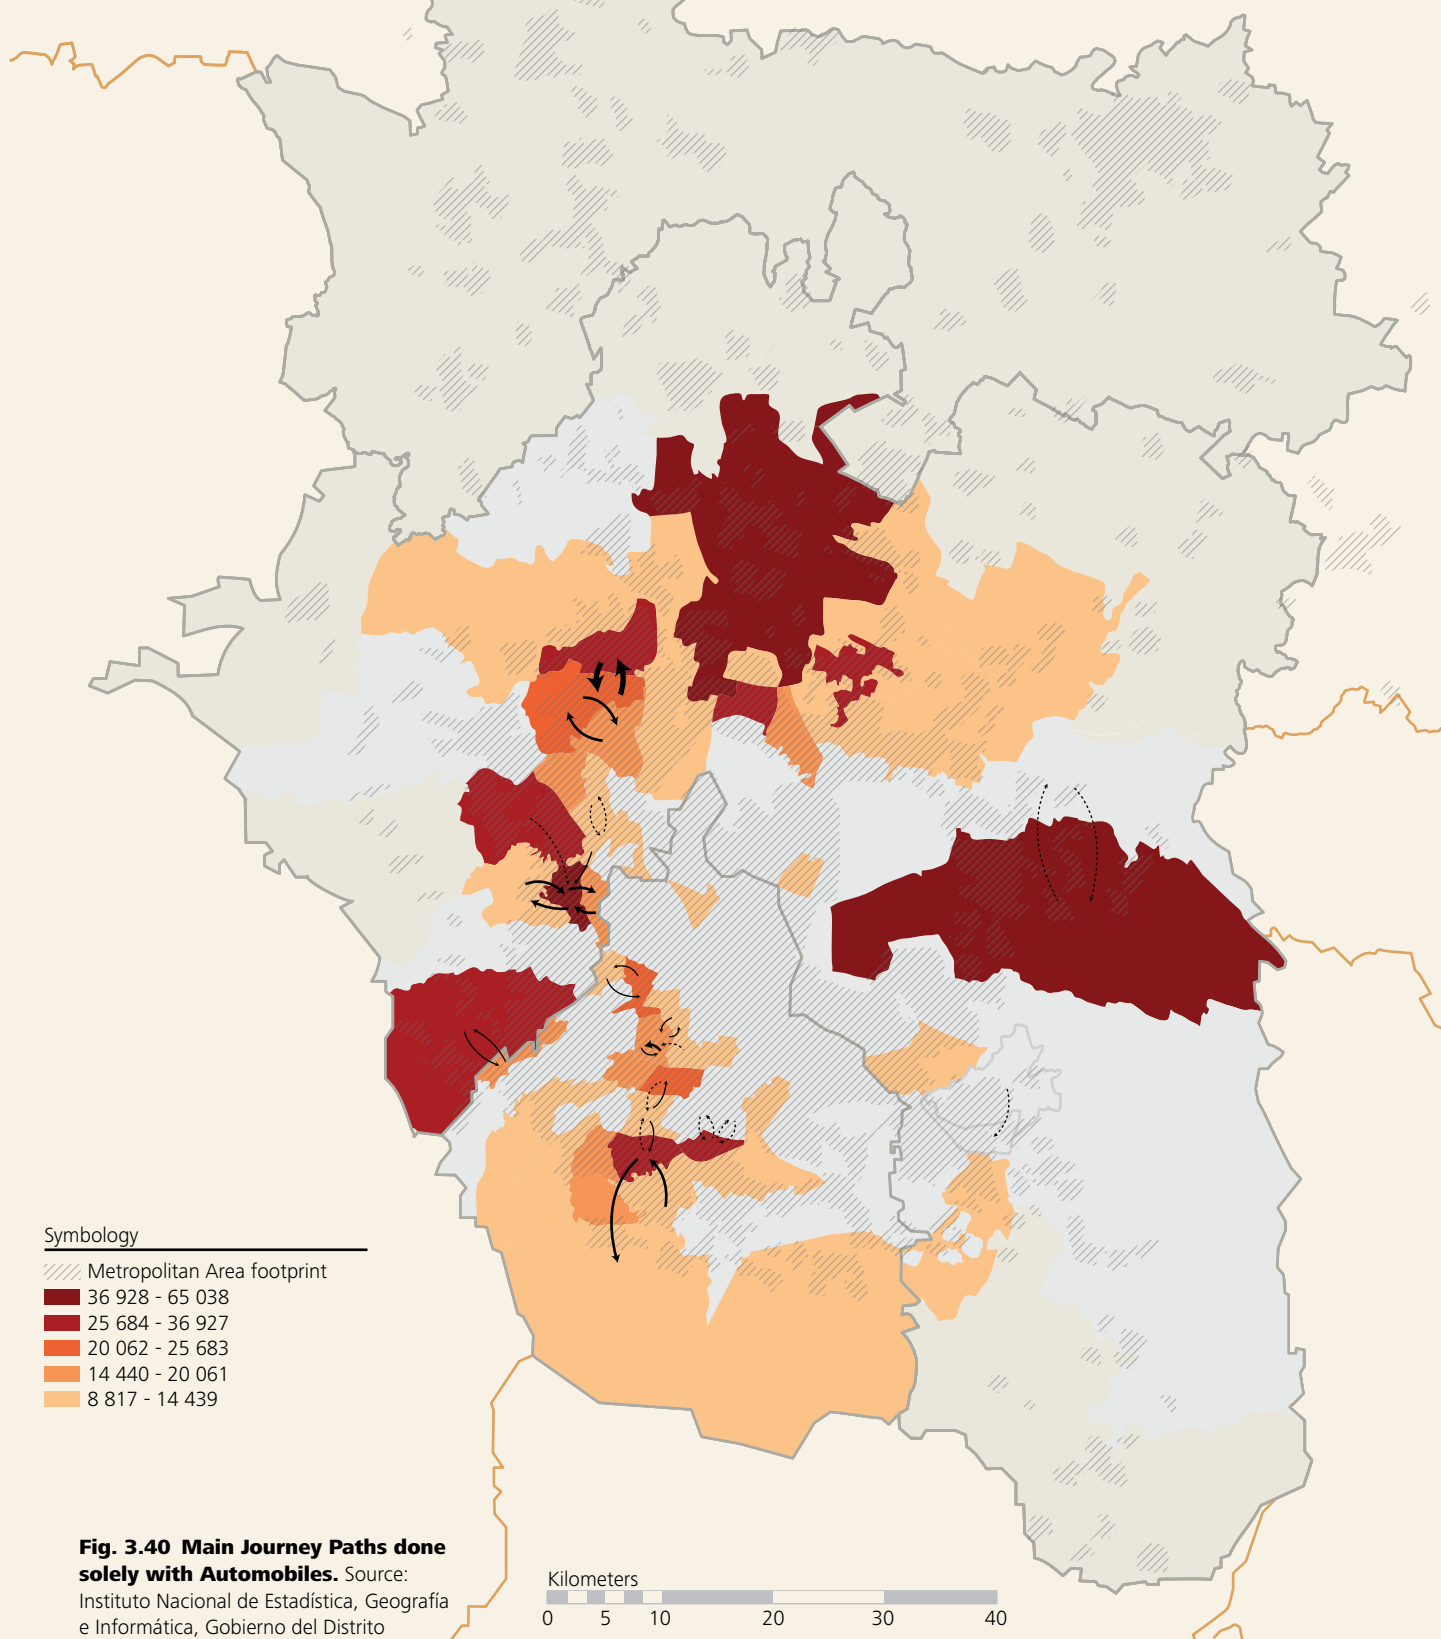 Symbology
Metropolitan Area footprint
36 928 - 65 038
25 684 - 36 927
20 062 - 25 683
14 440 - 20 061
8 817 - 14 439
Fig. 3.40 Main Journey Paths done
solely with Automobiles. Source:
Instituto Nacional de Estadística, Geografía
e Informática, Gobierno del Distrito
Kilometers
0 5 10 20 30 40